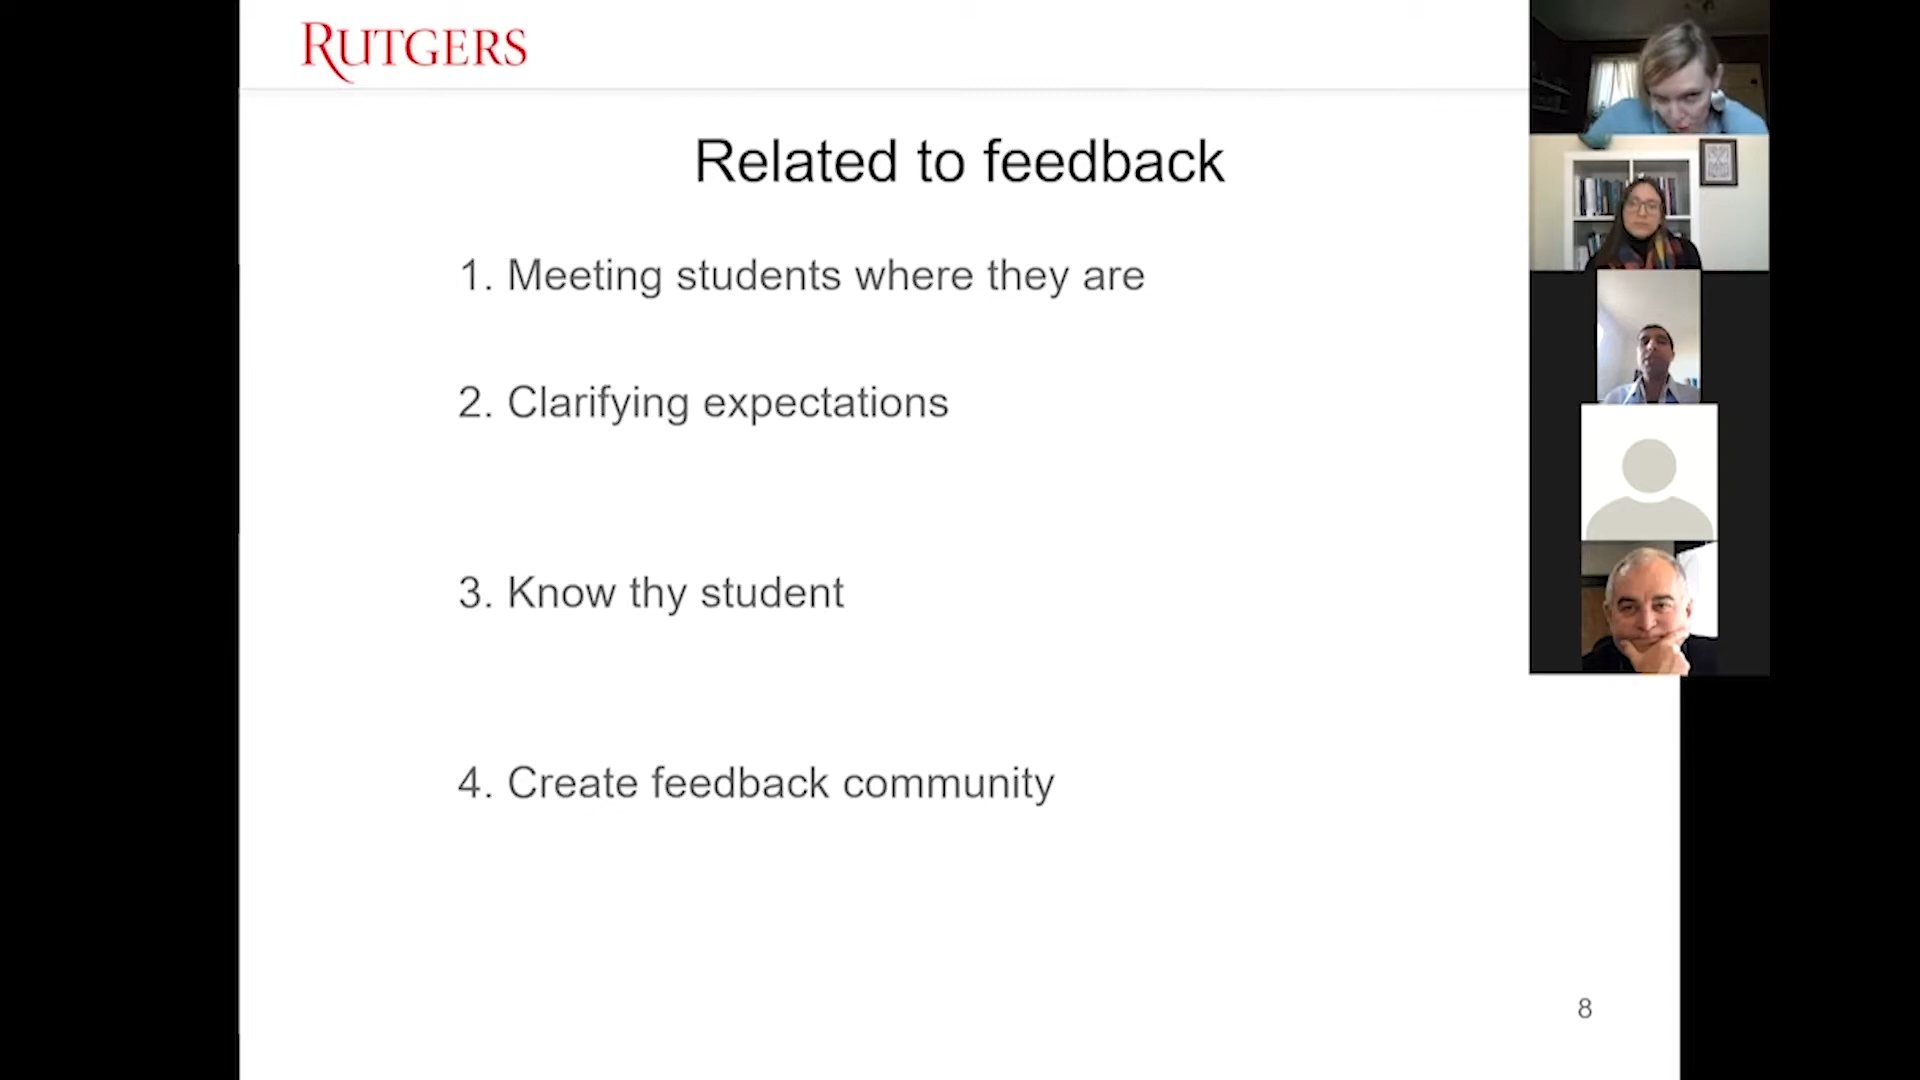 RUTGERS
Related to feedback
1. Meeting students where they are
2. Clarifying expectations
3. Know thy student
4. Create feedback community
8